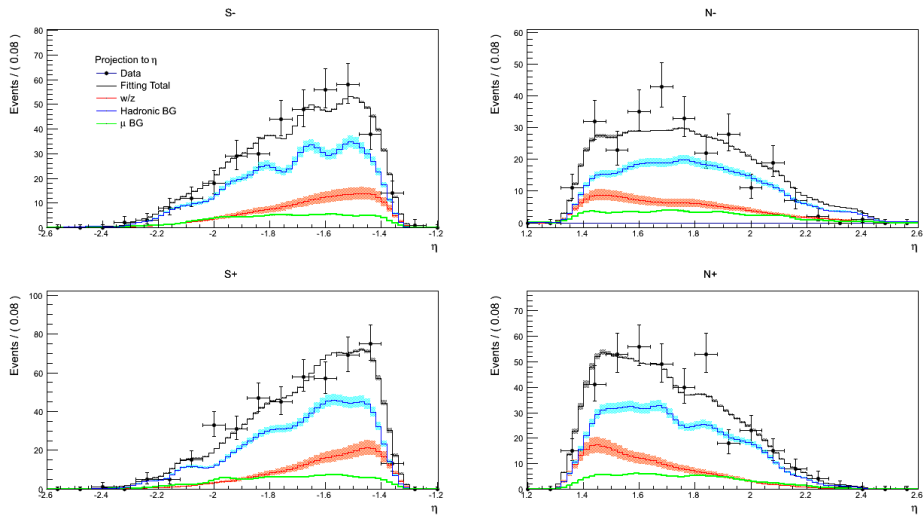 S-
Events / ( 0.08 )
80
70
60
50
40
30
20
10
0
Projection to η
Data
Fitting Total
w/z
Hadronic BG
μ BG
-2.6 -2.4 -2.2 -2 -1.8 -1.6 -1.4 -1.2
η
N-
Events / ( 0.08 )
60
50
40
30
20
10
0
1.2 1.4 1.6 1.8 2 2.2 2.4 2.6
η
S+
Events / ( 0.08 )
100
80
60
40
20
0
-2.6 -2.4 -2.2 -2 -1.8 -1.6 -1.4 -1.2
η
N+
Events / ( 0.08 )
70
60
50
40
30
20
10
0
1.2 1.4 1.6 1.8 2 2.2 2.4 2.6
η